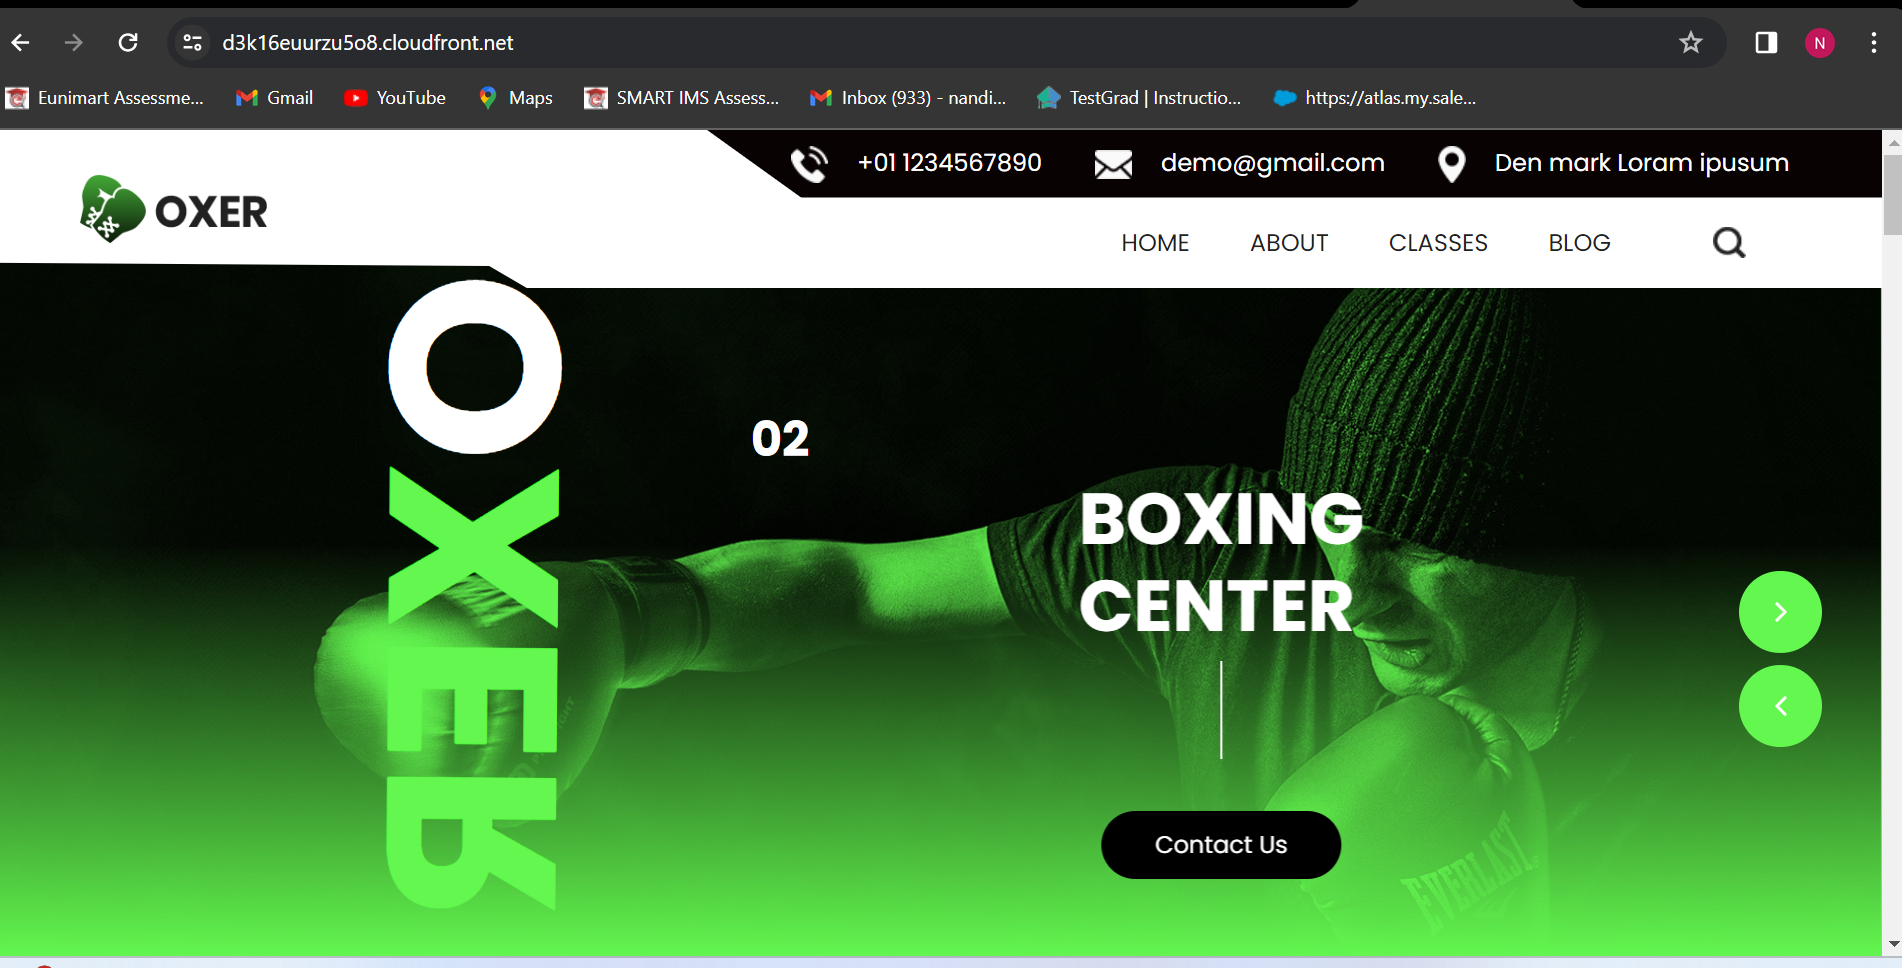 d3k16euurzu5o8.cloudfront.net
N
Eunimart Assessme... Gmail YouTube Maps SMART IMS Assess... Inbox (933) - nandi... TestGrad | Instructio... https://atlas.my.sale...
+01 1234567890 demo@gmail.com Den mark Loram ipusum
OXER
HOME ABOUT CLASSES BLOG
OXER
02
BOXING
CENTER
Contact Us
EVERLAST